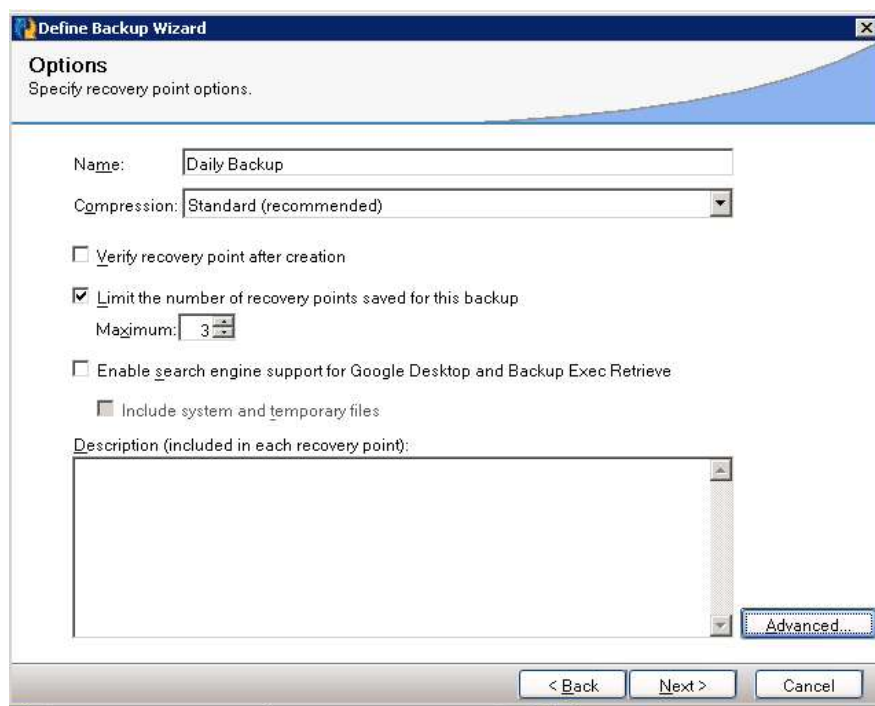 Define Backup Wizard
Options
Specify recovery point options.
Name: Daily Backup
Compression: Standard (recommended)
Verify recovery point after creation
Limit the number of recovery points saved for this backup
Maximum: 3
Enable search engine support for Google Desktop and Backup Exec Retrieve
Include system and temporary files
Description (included in each recovery point):
Advanced...
< Back Next > Cancel